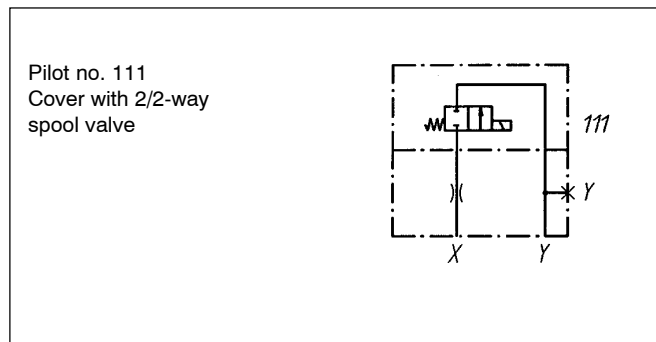 Pilot no. 111
Cover with 2/2-way
spool valve
111
Y
X Y